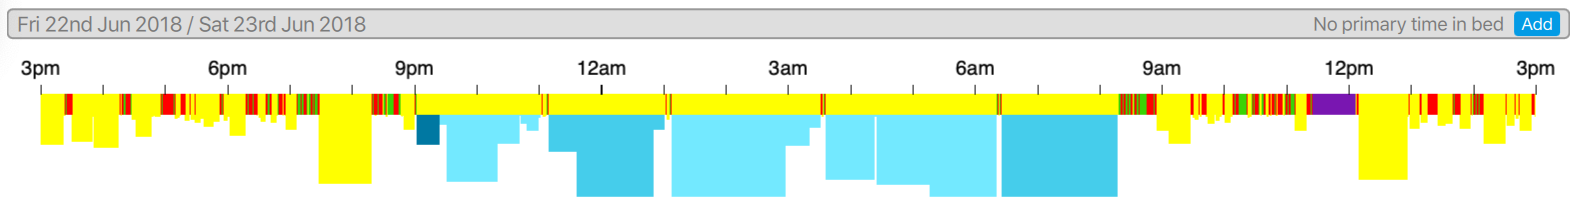 Fri 22nd Jun 2018 / Sat 23rd Jun 2018 No primary time in bed Add
3pm 6pm 9pm 12am 3am 6am 9am 12pm 3pm